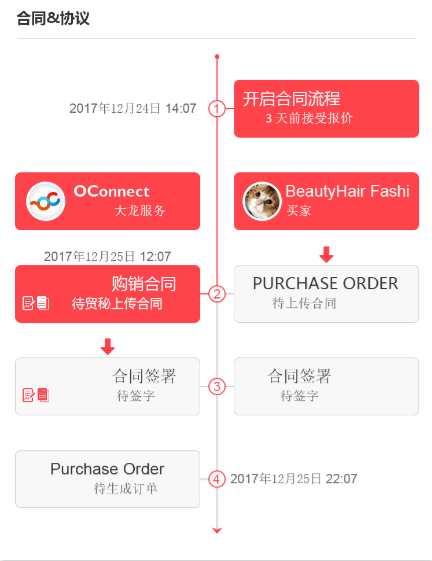 合同&协议
2017年12月24日 14:07
1
开启合同流程
3 天前接受报价
OConnect
大龙服务
BeautyHair Fashi
买家
2017年12月25日 12:07
购销合同
待贸秘上传合同
2
PURCHASE ORDER
待上传合同
合同签署
待签字
3
合同签署
待签字
Purchase Order
待生成订单
4
2017年12月25日 22:07